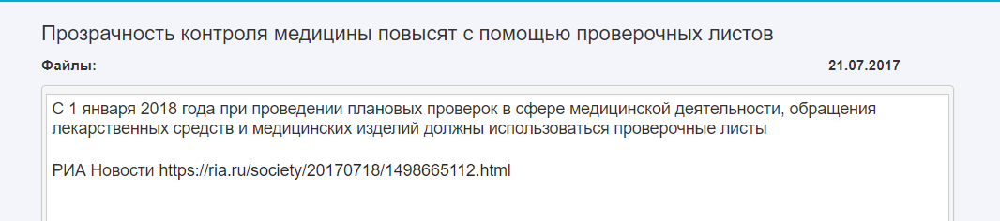 Прозрачность контроля медицины повысят с помощью проверочных листов
Файлы: 21.07.2017
С 1 января 2018 года при проведении плановых проверок в сфере медицинской деятельности, обращения
лекарственных средств и медицинских изделий должны использоваться проверочные листы
РИА Новости https://ria.ru/society/20170718/1498665112.html